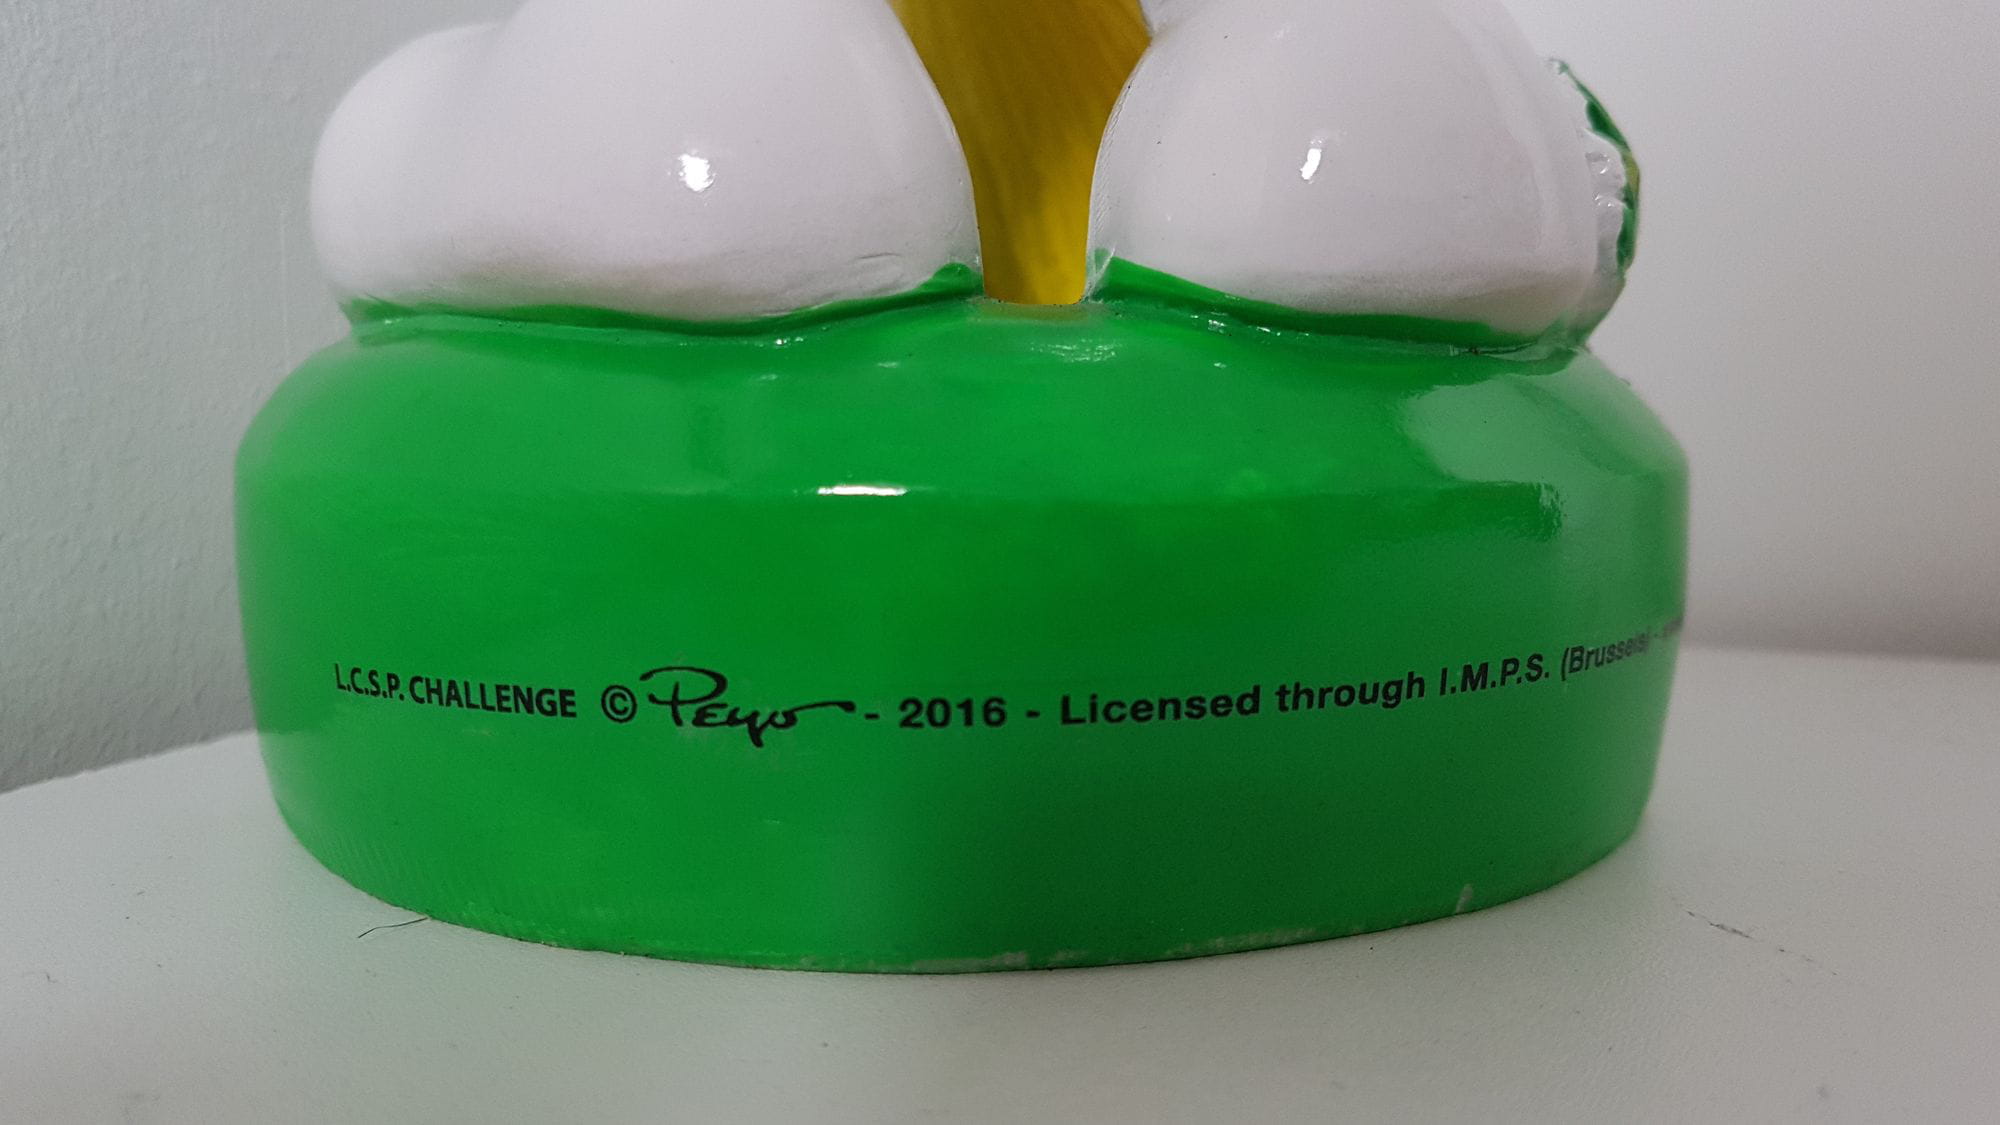 L.C.S.P. CHALLENGE © Peyo - 2016 - Licensed through I.M.P.S. (Brussels) -